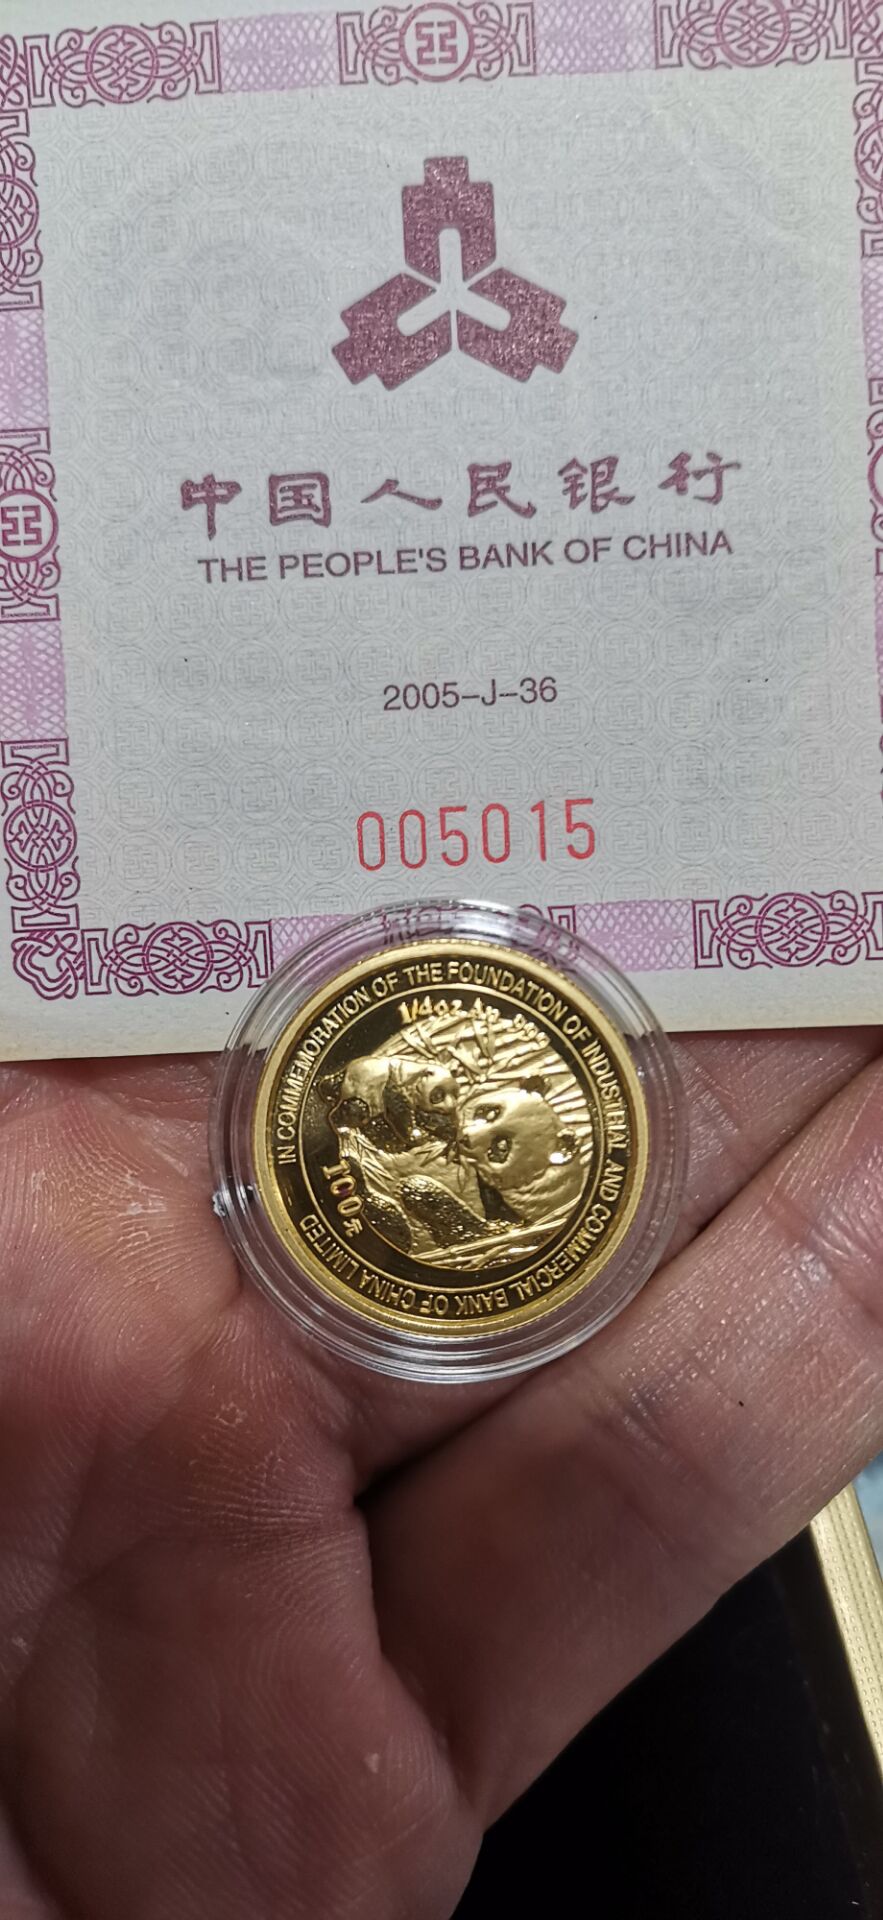 中国人民银行
THE PEOPLE'S BANK OF CHINA
2005-J-36
005015
IN COMMEMORATION OF THE FOUNDATION OF INDUSTRIAL AND COMMERCIAL BANK OF CHINA LIMITED
1/4oz Au .999
100元